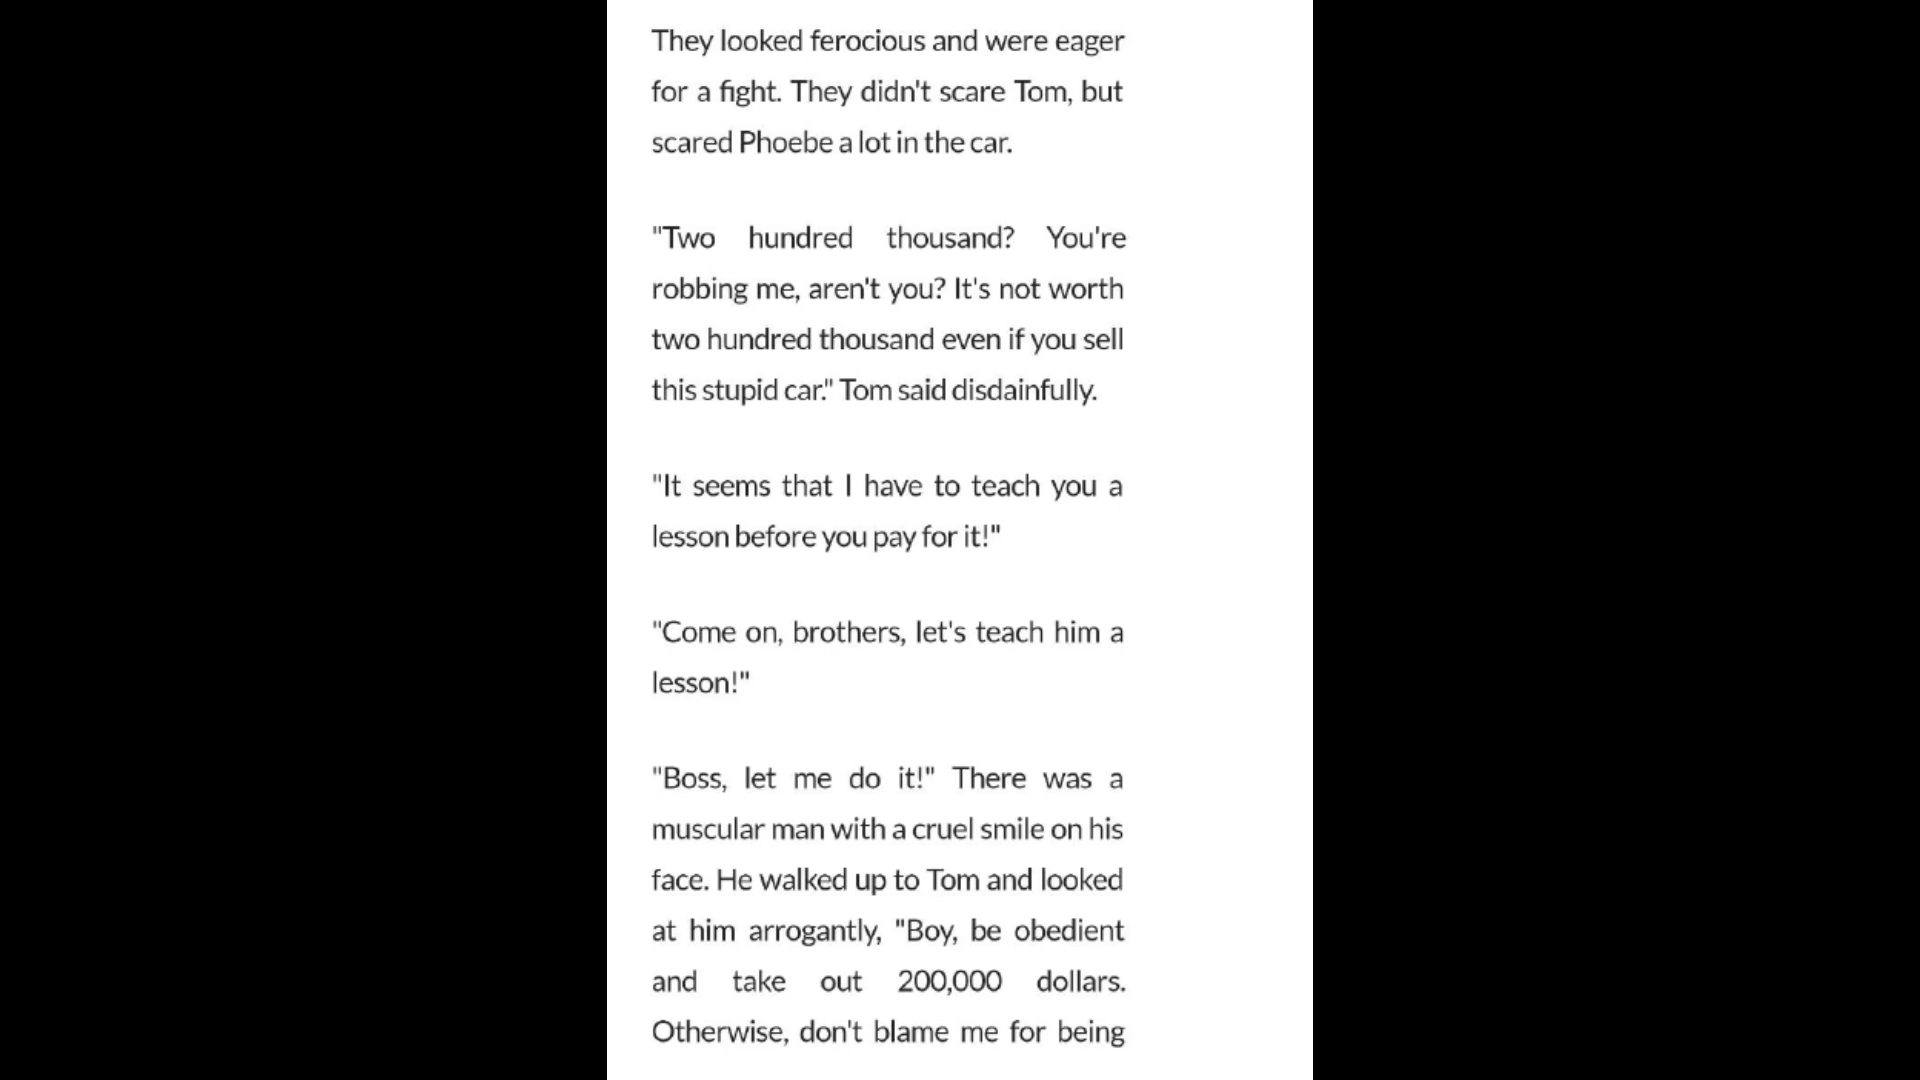 They looked ferocious and were eager
for a fight. They didn't scare Tom, but
scared Phoebe a lot in the car.
"Two hundred thousand? You're
robbing me, aren't you? It's not worth
two hundred thousand even if you sell
this stupid car." Tom said disdainfully.
"It seems that I have to teach you a
lesson before you pay for it!"
"Come on, brothers, let's teach him a
lesson!"
"Boss, let me do it!" There was a
muscular man with a cruel smile on his
face. He walked up to Tom and looked
at him arrogantly, "Boy, be obedient
and take out 200,000 dollars.
Otherwise, don't blame me for being